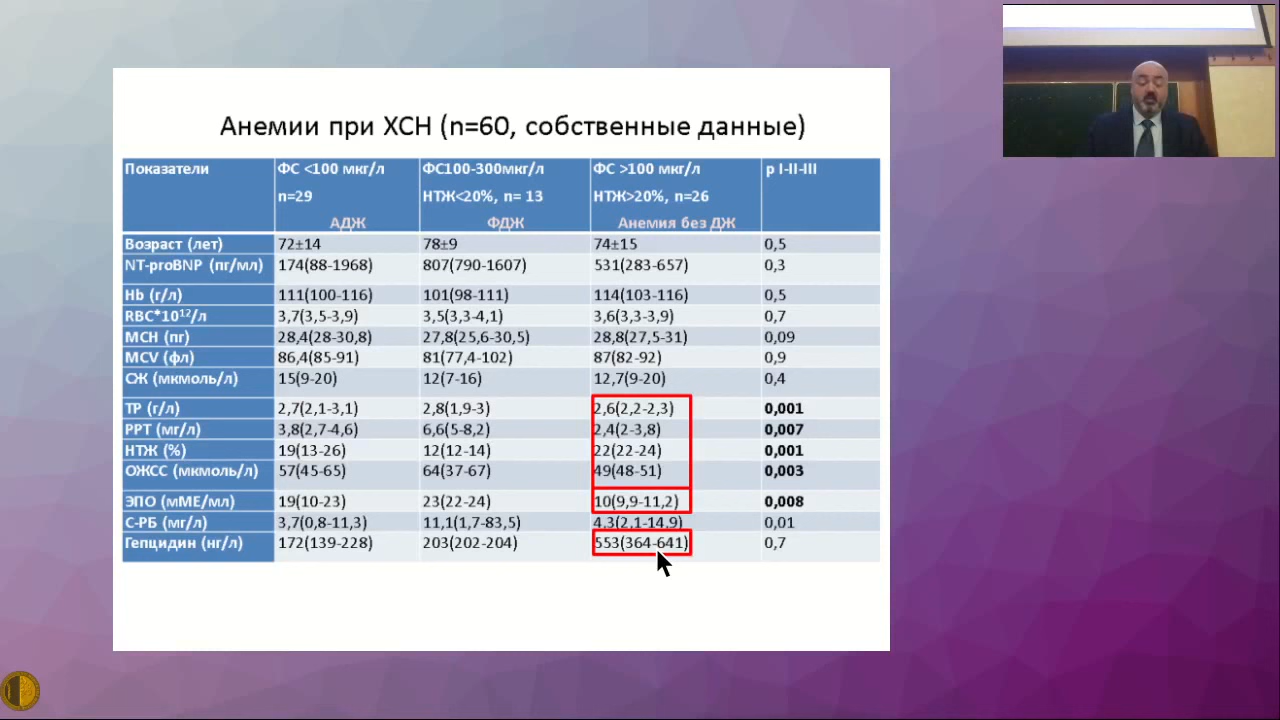 Анемии при ХСН (n=60, собственные данные)
Показатели ФС <100 мкг/л ФС100-300мкг/л ФС >100 мкг/л p I-II-III
n=29 НТЖ<20%, n= 13 НТЖ>20%, n=26
АДЖ ФДЖ Анемия без ДЖ
Возраст (лет) 72±14 78±9 74±15 0,5
NT-proBNP (пг/мл) 174(88-1968) 807(790-1607) 531(283-657) 0,3
Hb (г/л) 111(100-116) 101(98-111) 114(103-116) 0,5
RBC*10¹²/л 3,7(3,5-3,9) 3,5(3,3-4,1) 3,6(3,3-3,9) 0,7
MCH (пг) 28,4(28-30,8) 27,8(25,6-30,5) 28,8(27,5-31) 0,09
MCV (фл) 86,4(85-91) 81(77,4-102) 87(82-92) 0,9
СЖ (мкмоль/л) 15(9-20) 12(7-16) 12,7(9-20) 0,4
ТР (г/л) 2,7(2,1-3,1) 2,8(1,9-3) 2,6(2,2-2,3) 0,001
РРТ (мг/л) 3,8(2,7-4,6) 6,6(5-8,2) 2,4(2-3,8) 0,007
НТЖ (%) 19(13-26) 12(12-14) 22(22-24) 0,001
ОЖСС (мкмоль/л) 57(45-65) 64(37-67) 49(48-51) 0,003
ЭПО (мМЕ/мл) 19(10-23) 23(22-24) 10(9,9-11,2) 0,008
С-РБ (мг/л) 3,7(0,8-11,3) 11,1(1,7-83,5) 4,3(2,1-14,9) 0,01
Гепцидин (нг/л) 172(139-228) 203(202-204) 553(364-641) 0,7